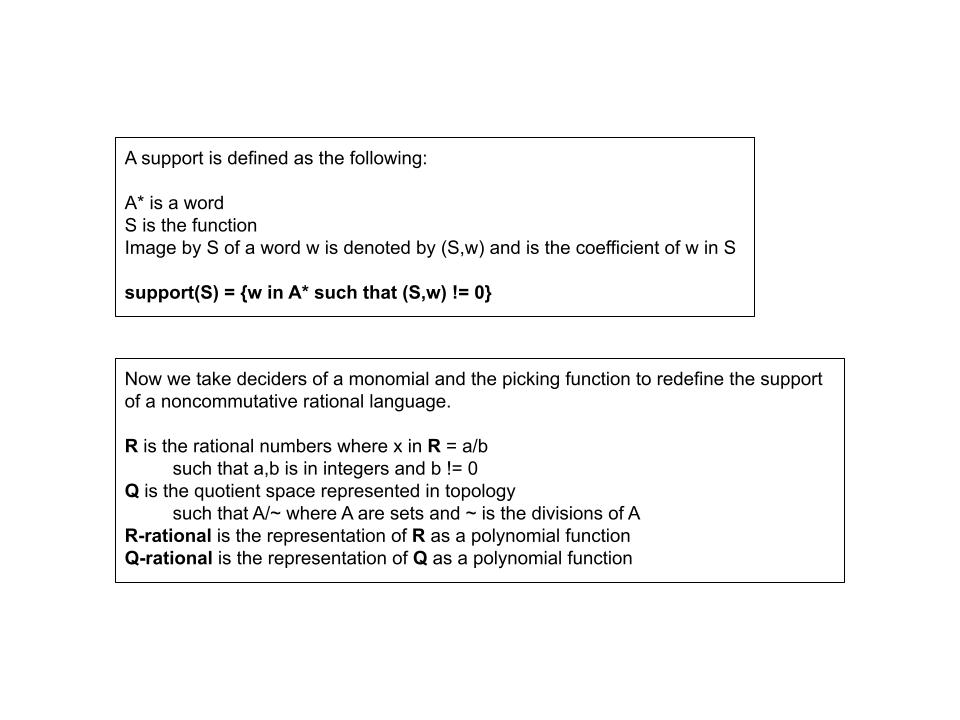 A support is defined as the following:
A* is a word
S is the function
Image by S of a word w is denoted by (S,w) and is the coefficient of w in S
support(S) = {w in A* such that (S,w) != 0}
Now we take deciders of a monomial and the picking function to redefine the support
of a noncommutative rational language.
R is the rational numbers where x in R = a/b
such that a,b is in integers and b != 0
Q is the quotient space represented in topology
such that A/~ where A are sets and ~ is the divisions of A
R-rational is the representation of R as a polynomial function
Q-rational is the representation of Q as a polynomial function